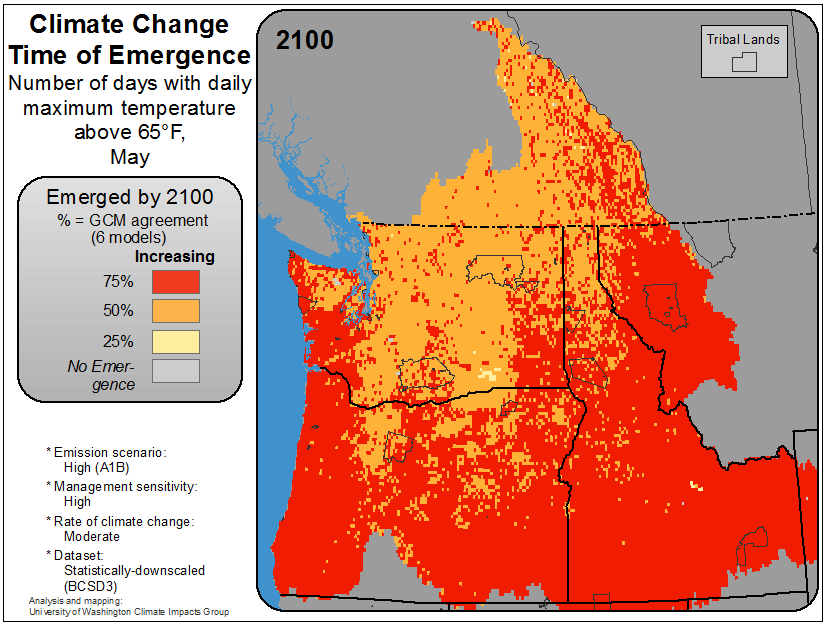 Climate Change
Time of Emergence
Number of days with daily
maximum temperature
above 65°F,
May
2100
Tribal Lands
Emerged by 2100
% = GCM agreement
(6 models)
Increasing
75%
50%
25%
No Emer-
gence
* Emission scenario:
High (A1B)
* Management sensitivity:
High
* Rate of climate change:
Moderate
* Dataset:
Statistically-downscaled
(BCSD3)
Analysis and mapping:
University of Washington Climate Impacts Group